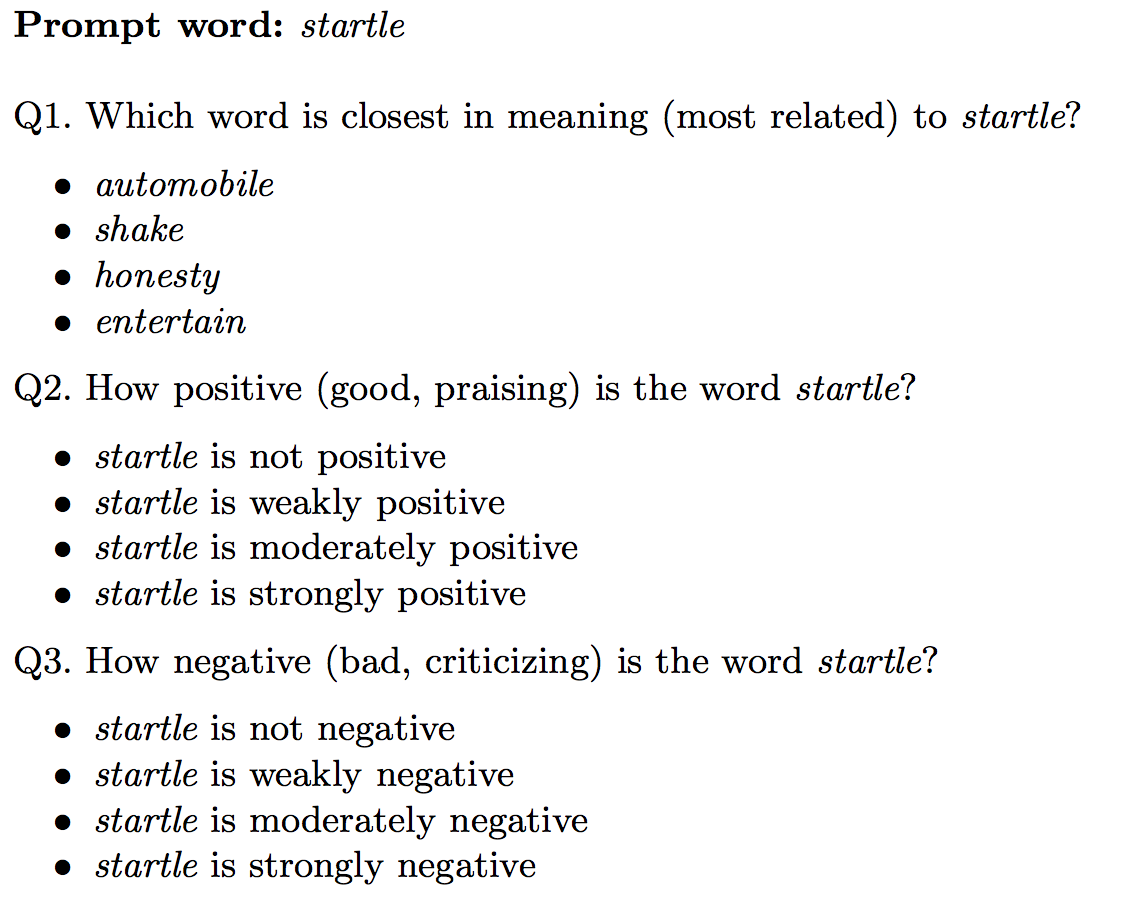 Prompt word: startle
Q1. Which word is closest in meaning (most related) to startle?
• automobile
• shake
• honesty
• entertain
Q2. How positive (good, praising) is the word startle?
• startle is not positive
• startle is weakly positive
• startle is moderately positive
• startle is strongly positive
Q3. How negative (bad, criticizing) is the word startle?
• startle is not negative
• startle is weakly negative
• startle is moderately negative
• startle is strongly negative